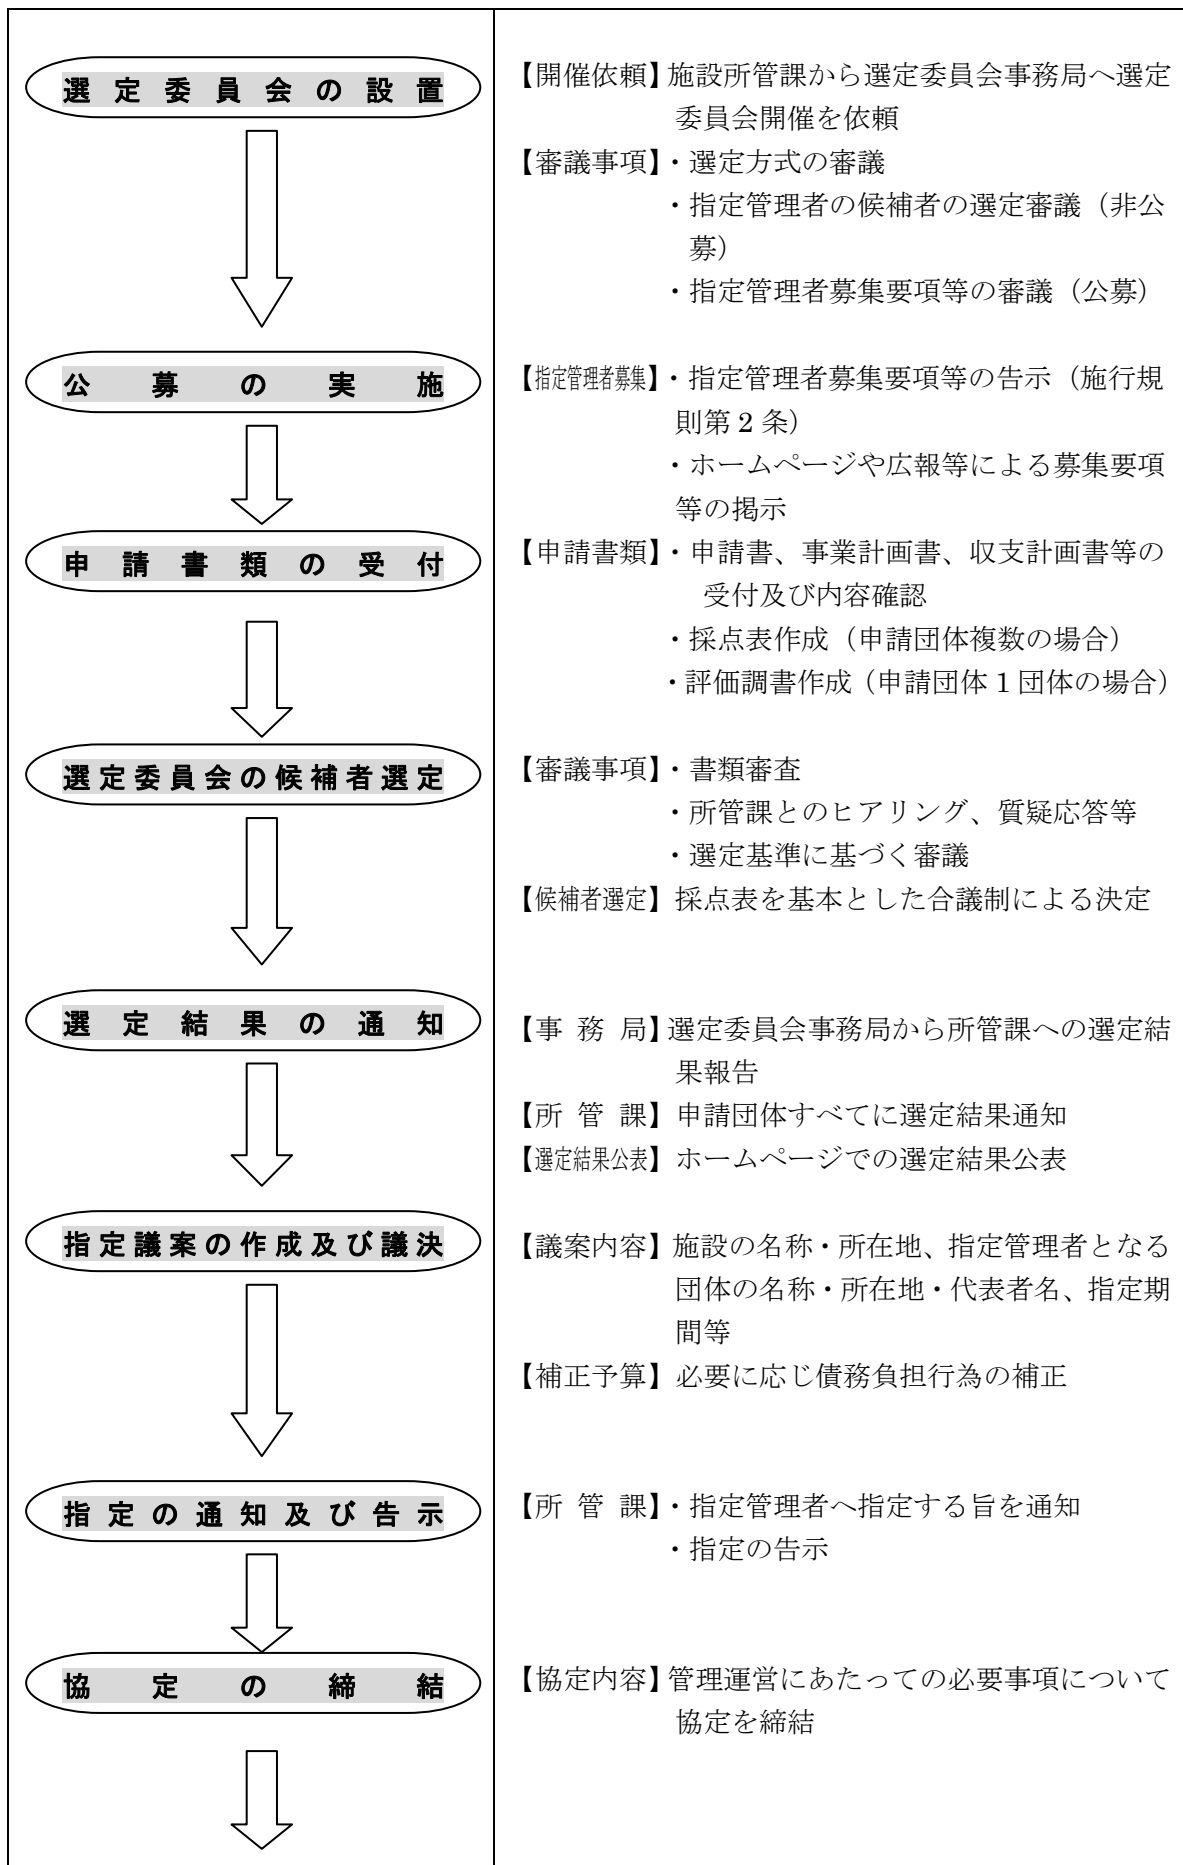 選定委員会の設置
【開催依頼】施設所管課から選定委員会事務局へ選定
委員会開催を依頼
【審議事項】・選定方式の審議
・指定管理者の候補者の選定審議（非公
募）
・指定管理者募集要項等の審議（公募）
公募の実施
【指定管理者募集】・指定管理者募集要項等の告示（施行規
則第２条）
・ホームページや広報等による募集要項
等の掲示
申請書類の受付
【申請書類】・申請書、事業計画書、収支計画書等の
受付及び内容確認
・採点表作成（申請団体複数の場合）
・評価調書作成（申請団体１団体の場合）
選定委員会の候補者選定
【審議事項】・書類審査
・所管課とのヒアリング、質疑応答等
・選定基準に基づく審議
【候補者選定】採点表を基本とした合議制による決定
選定結果の通知
【事 務 局】選定委員会事務局から所管課への選定結
果報告
【所 管 課】申請団体すべてに選定結果通知
【選定結果公表】ホームページでの選定結果公表
指定議案の作成及び議決
【議案内容】施設の名称・所在地、指定管理者となる
団体の名称・所在地・代表者名、指定期
間等
【補正予算】必要に応じ債務負担行為の補正
指定の通知及び告示
【所 管 課】・指定管理者へ指定する旨を通知
・指定の告示
協定の締結
【協定内容】管理運営にあたっての必要事項について
協定を締結